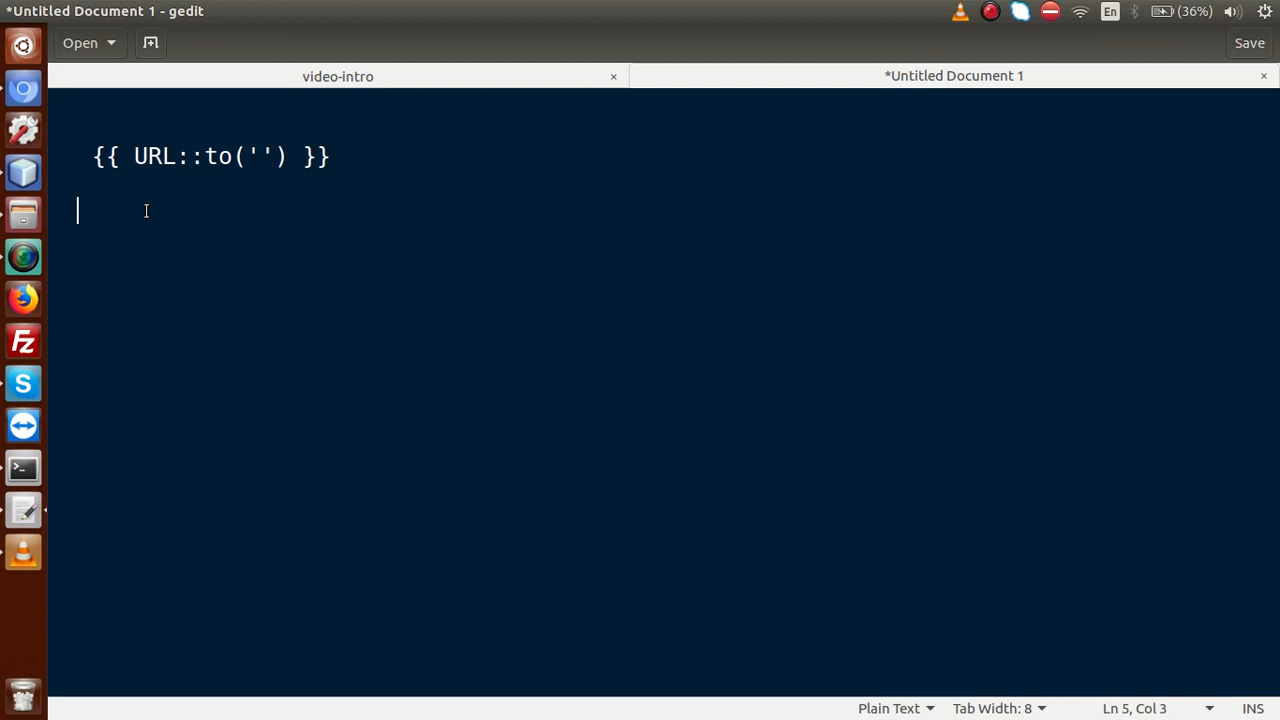 *Untitled Document 1 - gedit
En
(36%)
Open
Save
video-intro
*Untitled Document 1
{{ URL::to('') }}
Plain Text
Tab Width: 8
Ln 5, Col 3
INS